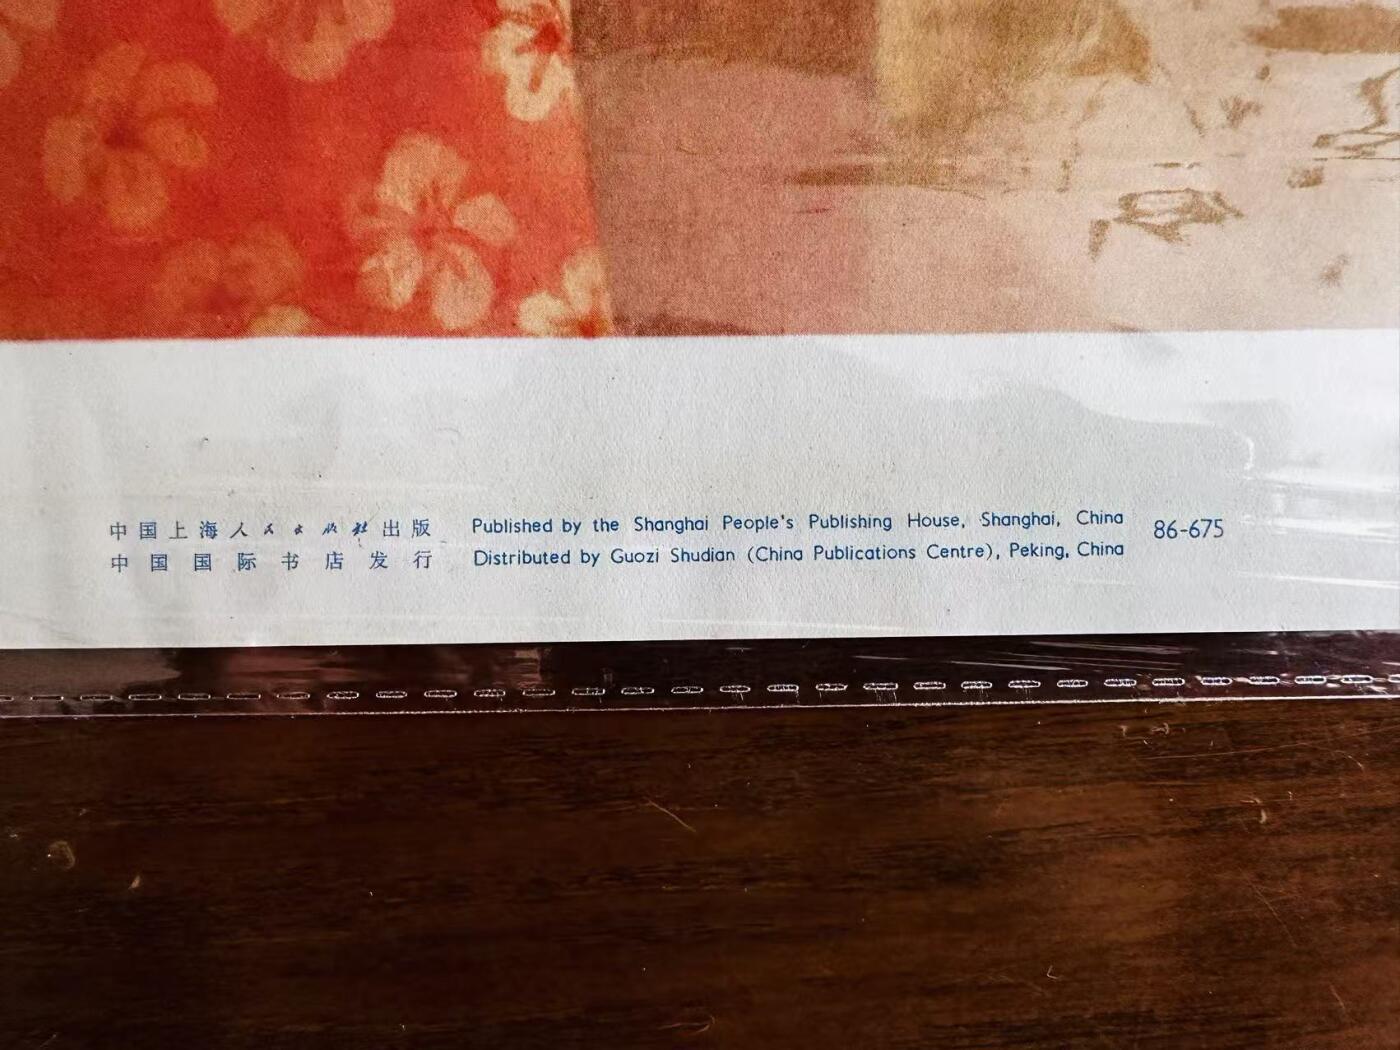 中国上海人民出版社出版 Published by the Shanghai People's Publishing House, Shanghai, China 86-675
中国国际书店发行 Distributed by Guozi Shudian (China Publications Centre), Peking, China